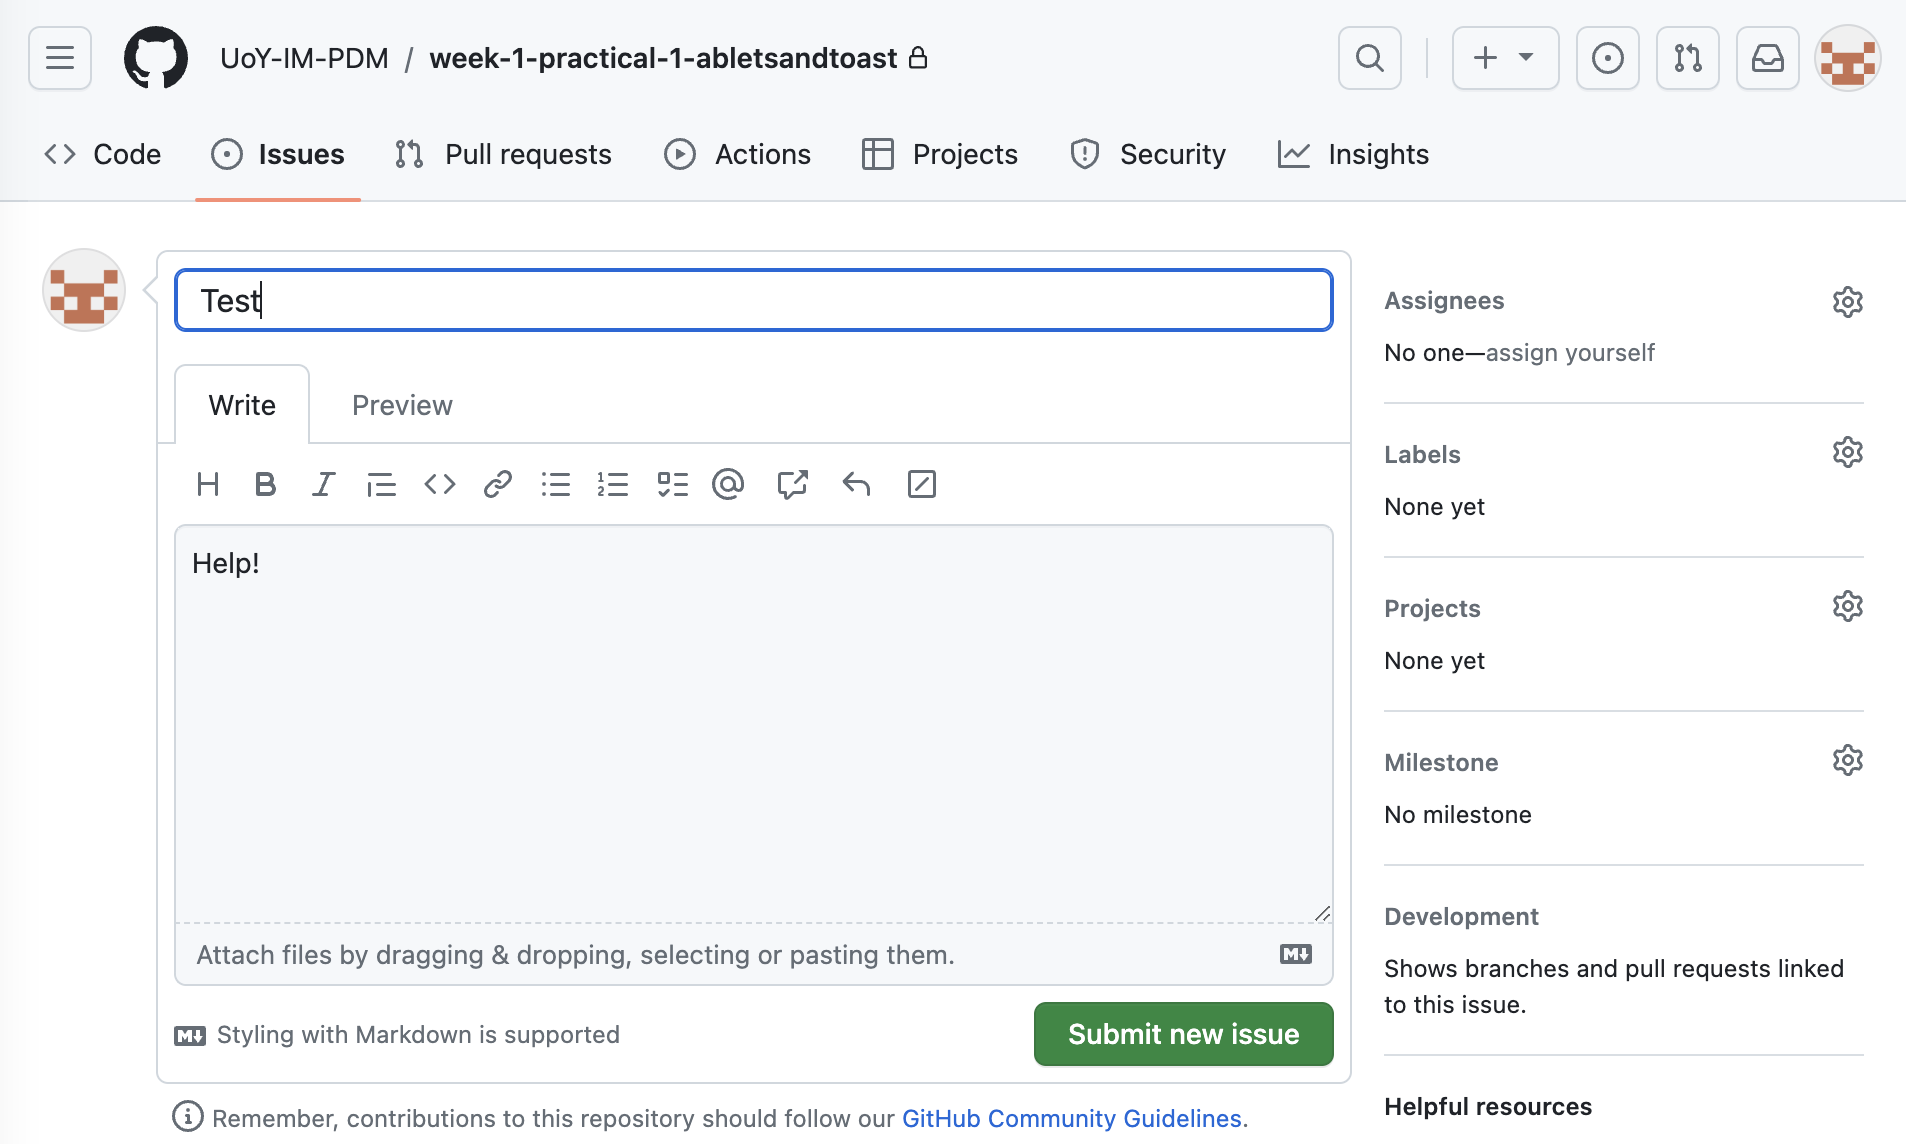 UoY-IM-PDM / week-1-practical-1-abletsandtoast
Code Issues Pull requests Actions Projects Security Insights
Test
Write Preview
Help!
Attach files by dragging & dropping, selecting or pasting them.
Styling with Markdown is supported
Submit new issue
Remember, contributions to this repository should follow our GitHub Community Guidelines.
Assignees
No one—assign yourself
Labels
None yet
Projects
None yet
Milestone
No milestone
Development
Shows branches and pull requests linked
to this issue.
Helpful resources